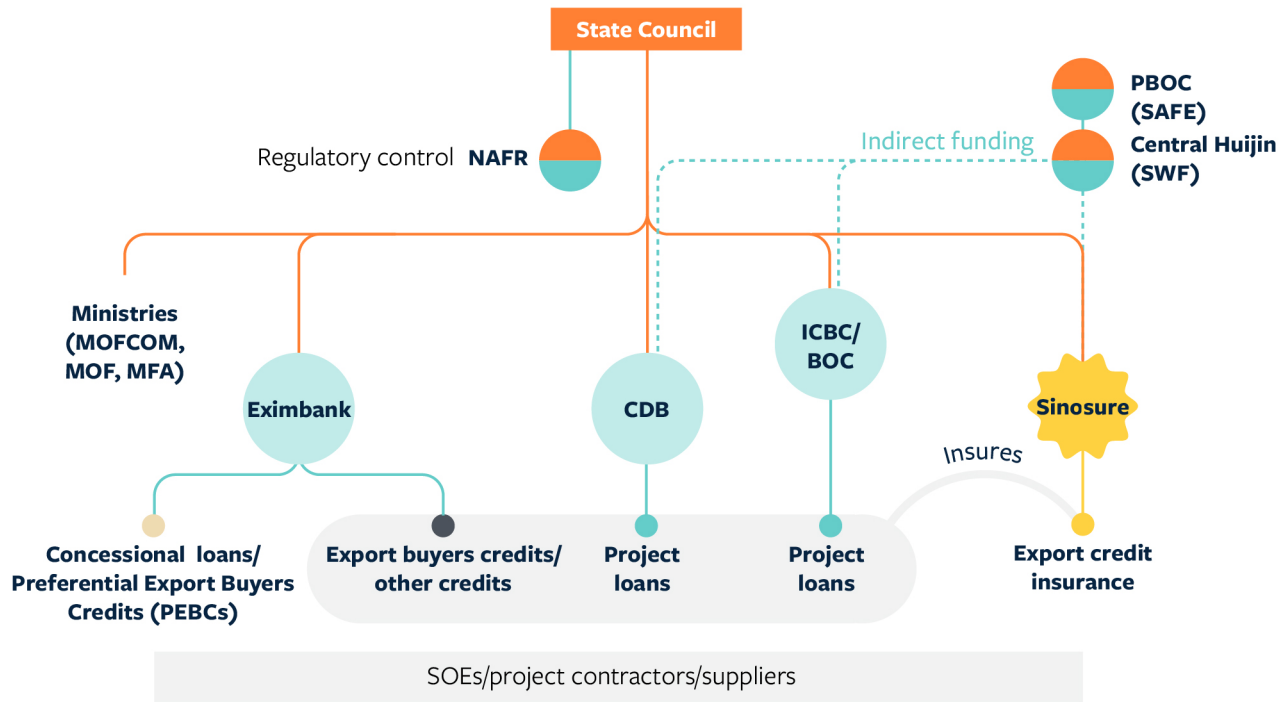 State Council
PBOC
(SAFE)
Indirect funding
Central Huijin
(SWF)
Regulatory control NAFR
Ministries
(MOFCOM,
MOF, MFA)
Eximbank
CDB
ICBC/
BOC
Sinosure
Insures
Concessional loans/
Preferential Export Buyers
Credits (PEBCs)
Export buyers credits/
other credits
Project
loans
Project
loans
Export credit
insurance
SOEs/project contractors/suppliers